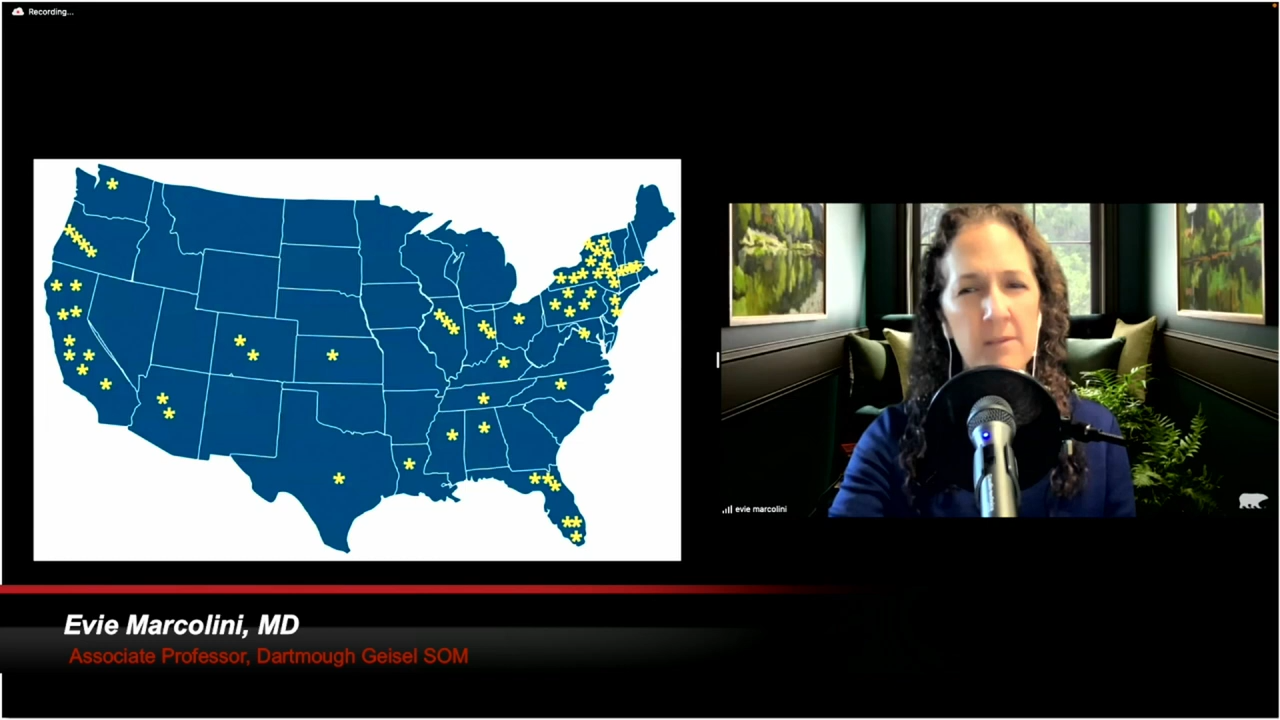 Recording...
evie marcolini
Evie Marcolini, MD
Associate Professor, Dartmough Geisel SOM